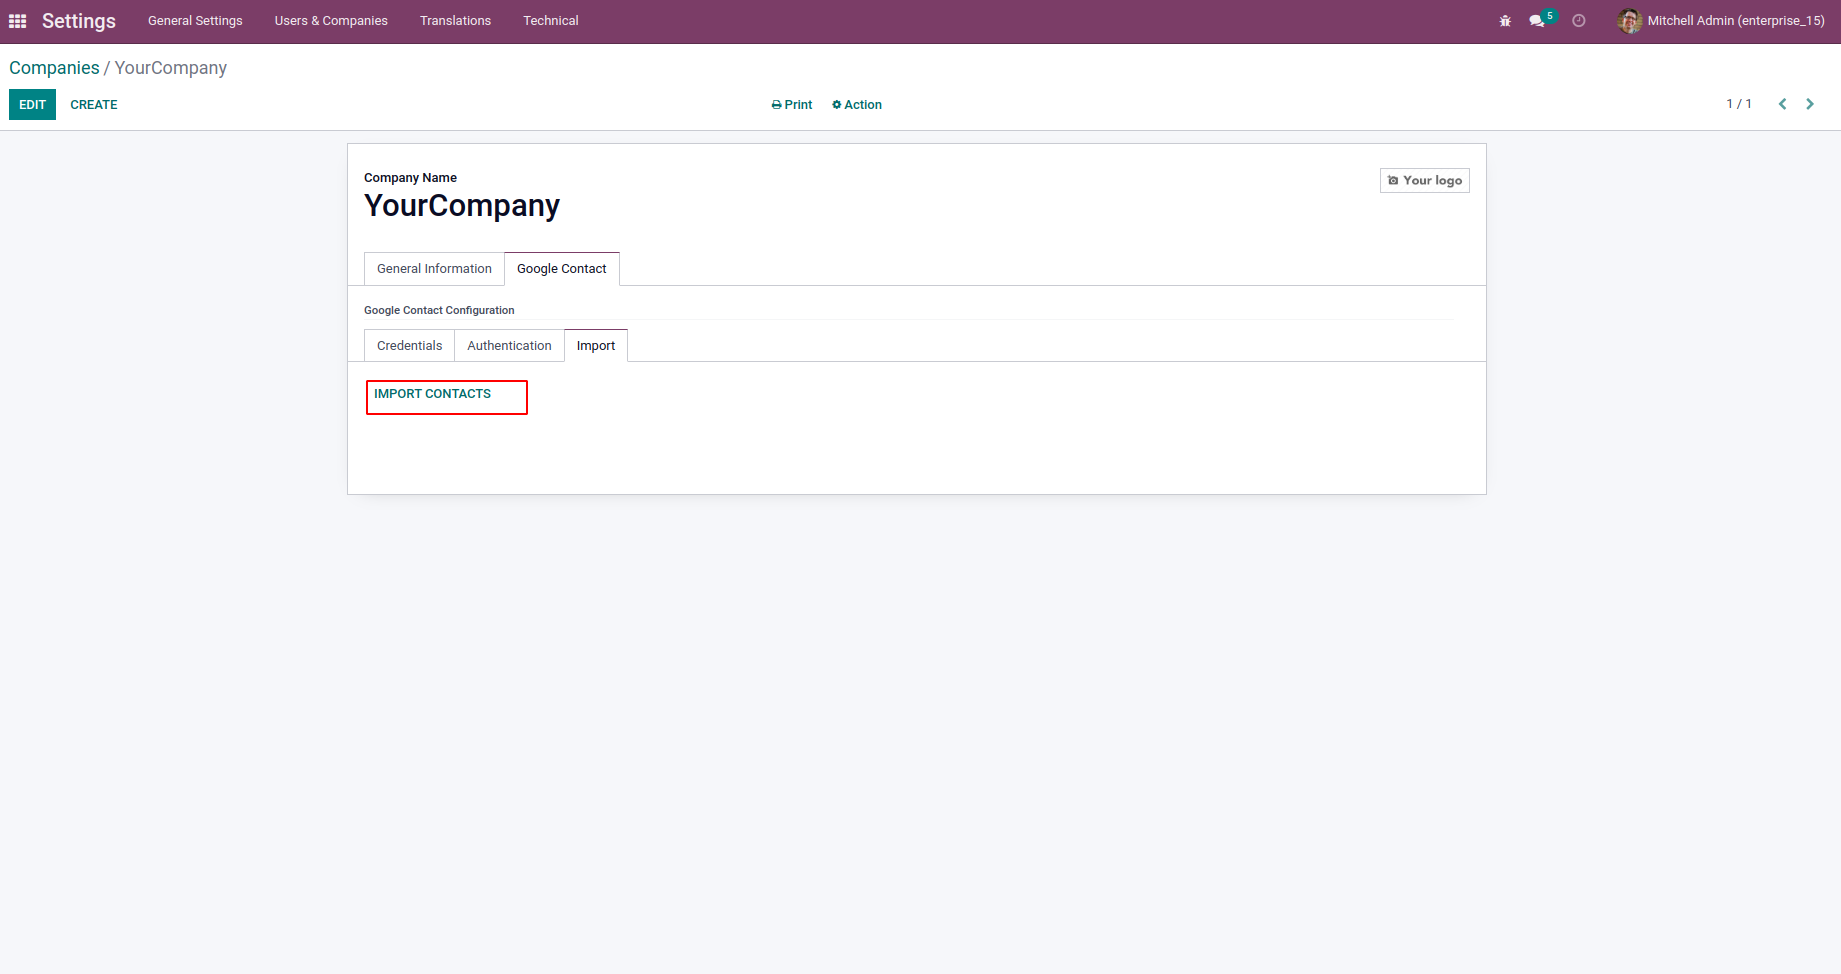 Settings General Settings Users & Companies Translations Technical 5 Mitchell Admin (enterprise_15)
Companies / YourCompany
EDIT CREATE Print Action 1 / 1
Company Name
Your logo
YourCompany
General Information Google Contact
Google Contact Configuration
Credentials Authentication Import
IMPORT CONTACTS